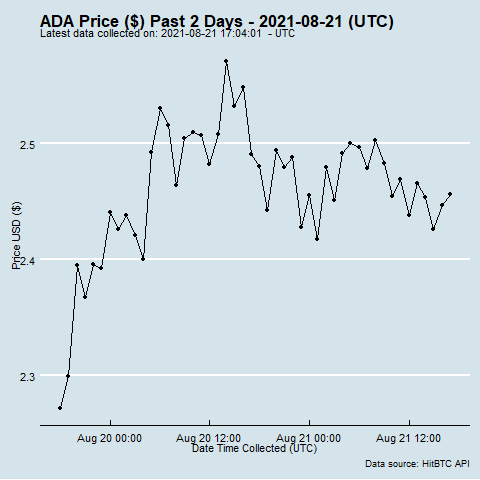 ADA Price ($) Past 2 Days - 2021-08-21 (UTC)
Latest data collected on: 2021-08-21 17:04:01  - UTC
2.5
2.4
2.3
Price USD ($)
Aug 20 00:00
Aug 20 12:00
Aug 21 00:00
Aug 21 12:00
Date Time Collected (UTC)
Data source: HitBTC API